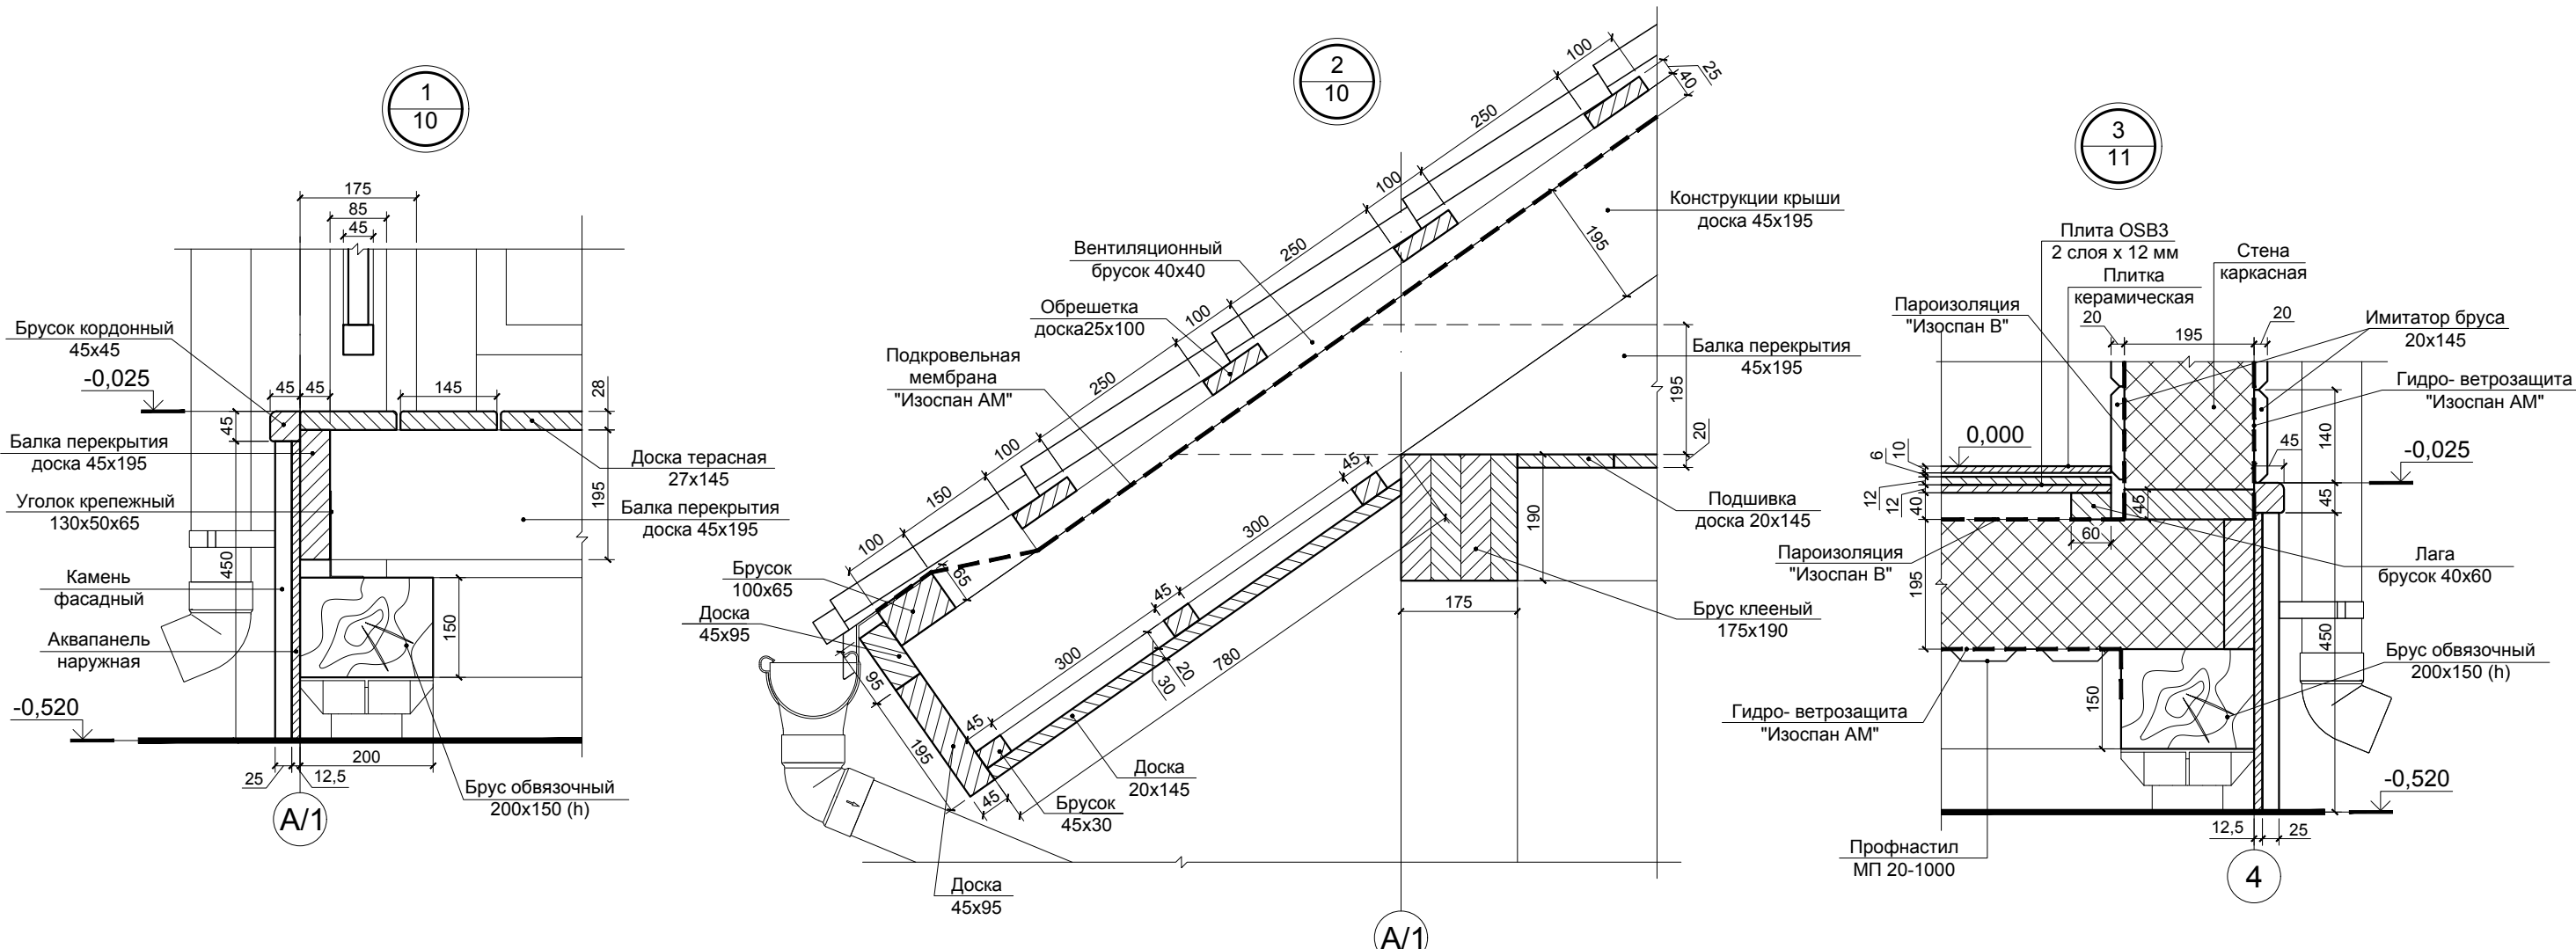 1
10
175
85
45
Брусок кордонный
45х45
-0,025
45
45
145
28
45
Балка перекрытия
доска 45х195
Доска терасная
27х145
Уголок крепежный
130х50х65
195
Балка перекрытия
доска 45х195
450
Камень
фасадный
150
Аквапанель
наружная
-0,520
25
12,5
200
Брус обвязочный
200х150 (h)
А/1
2
10
100
25
40
250
100
250
100
250
100
150
100
Конструкции крыши
доска 45х195
195
Вентиляционный
брусок 40х40
Обрешетка
доска25х100
Подкровельная
мембрана
"Изоспан АМ"
Балка перекрытия
45х195
195
20
45
300
190
Подшивка
доска 20х145
Брусок
100х65
65
Доска
45х95
45
175
Брус клееный
175х190
300
780
20
30
95
45
195
45
Доска
20х145
Брусок
45х30
Доска
45х95
А/1
3
11
Плита OSB3
2 слоя х 12 мм
Плитка
керамическая
Стена
каркасная
Пароизоляция
"Изоспан В"
20
195
20
Имитатор бруса
20х145
Гидро- ветрозащита
"Изоспан АМ"
0,000
10
6
12
12
40
45
140
45
-0,025
45
60
Пароизоляция
"Изоспан В"
Лага
брусок 40х60
195
150
450
Брус обвязочный
200х150 (h)
Гидро- ветрозащита
"Изоспан АМ"
-0,520
12,5
25
Профнастил
МП 20-1000
4